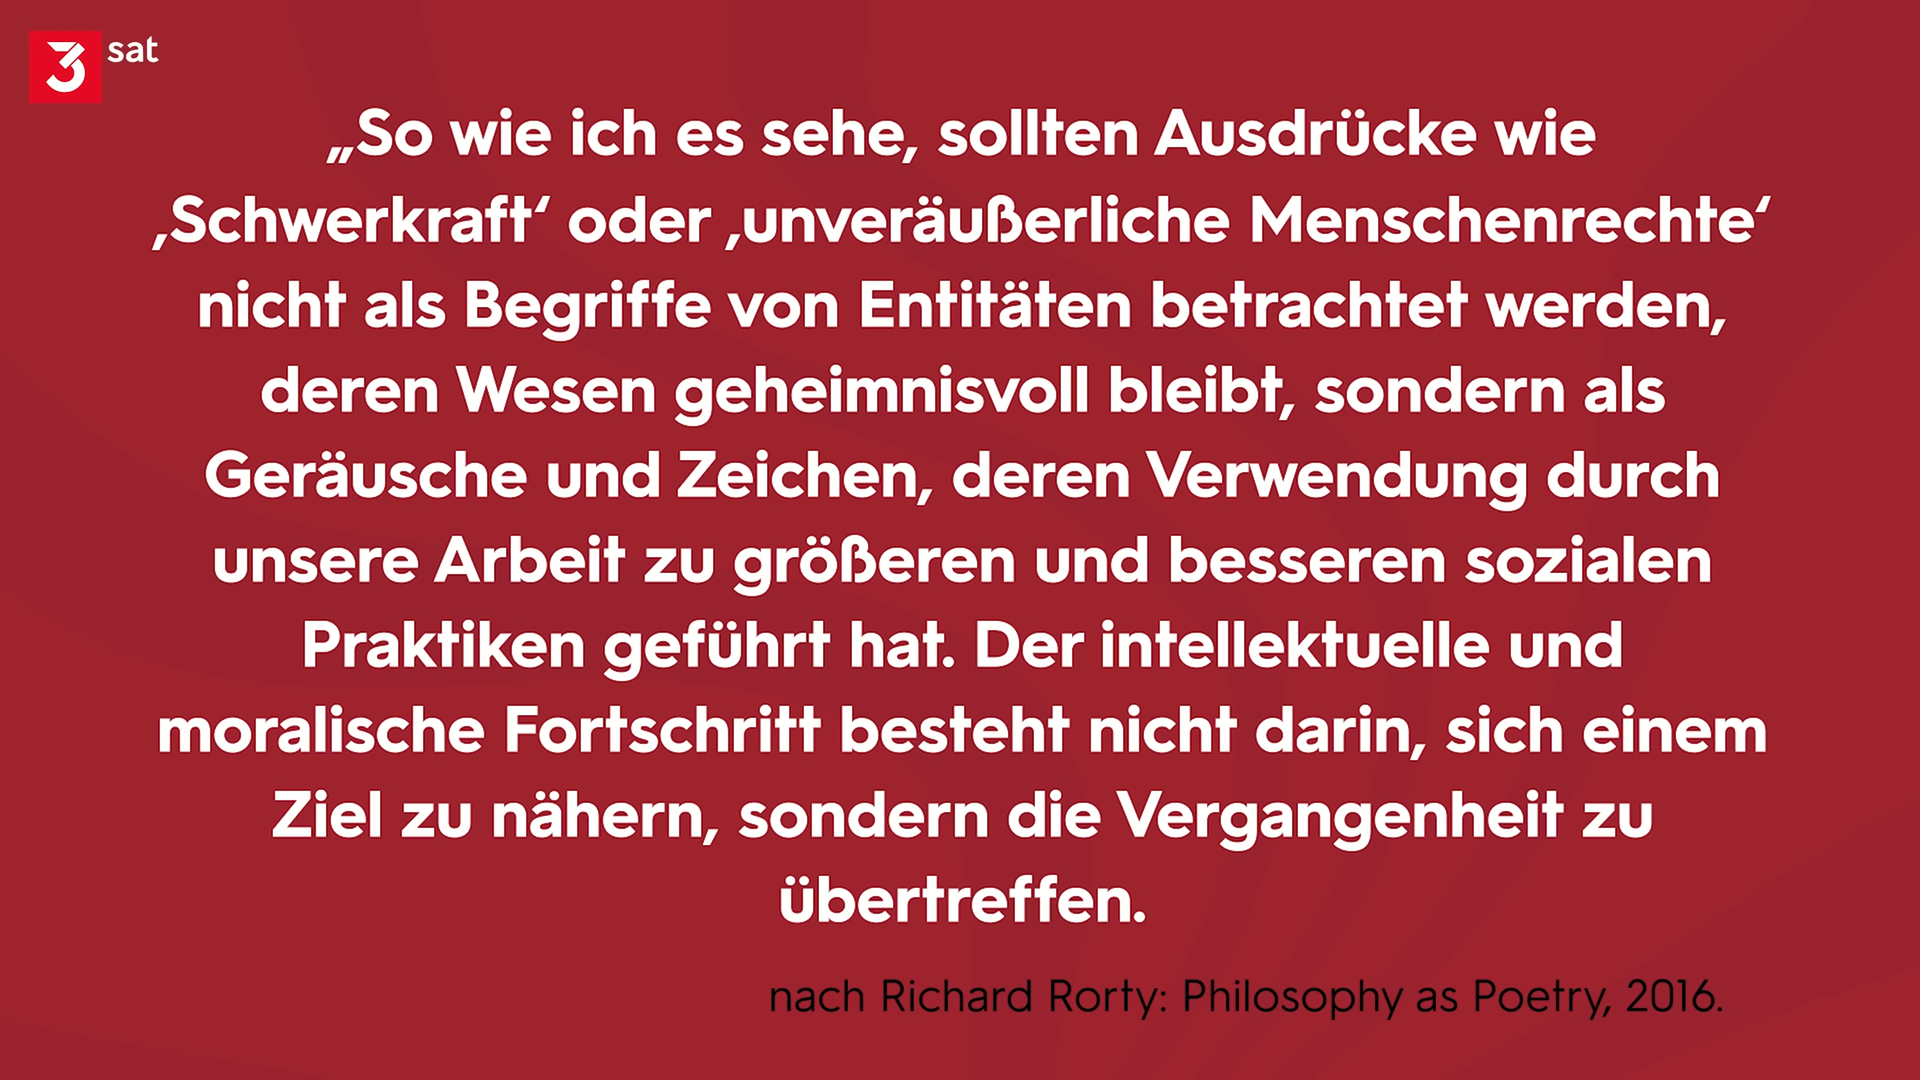 3sat
„So wie ich es sehe, sollten Ausdrücke wie
‚Schwerkraft‘ oder ‚unveräußerliche Menschenrechte‘
nicht als Begriffe von Entitäten betrachtet werden,
deren Wesen geheimnisvoll bleibt, sondern als
Geräusche und Zeichen, deren Verwendung durch
unsere Arbeit zu größeren und besseren sozialen
Praktiken geführt hat. Der intellektuelle und
moralische Fortschritt besteht nicht darin, sich einem
Ziel zu nähern, sondern die Vergangenheit zu
übertreffen.
nach Richard Rorty: Philosophy as Poetry, 2016.